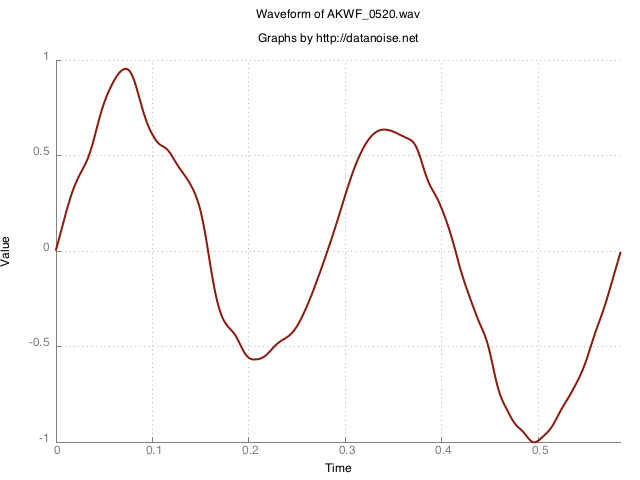 Waveform of AKWF_0520.wav
Graphs by http://datanoise.net
1
0.5
0
-0.5
-1
Value
0 0.1 0.2 0.3 0.4 0.5
Time